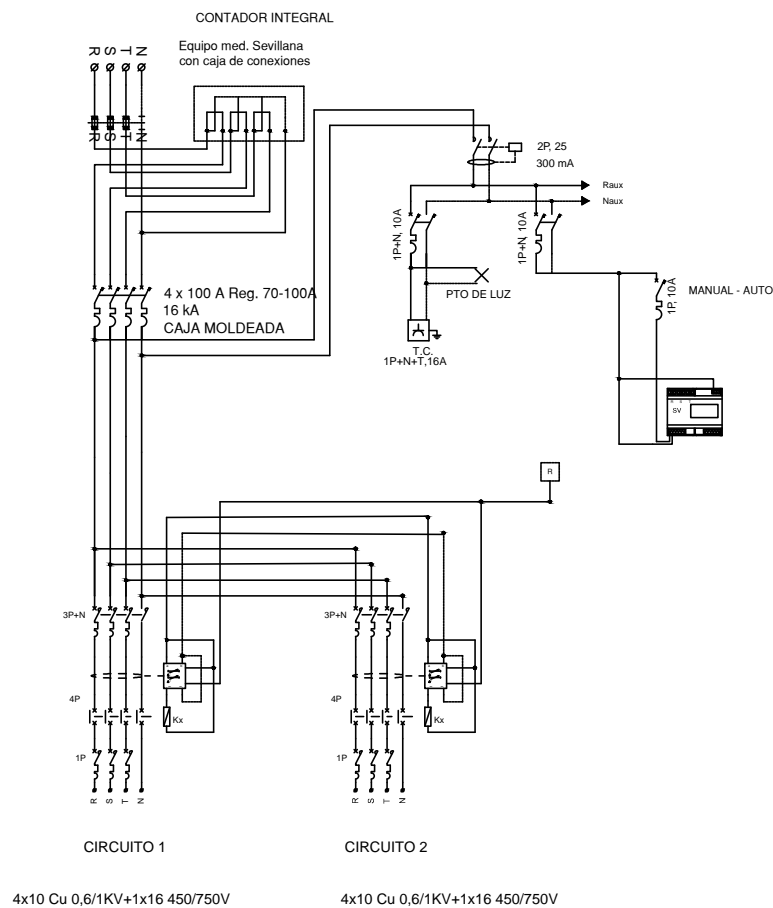 CONTADOR INTEGRAL
Equipo med. Sevillana
con caja de conexiones
R S T N
R S T N
2P, 25
300 mA
Raux
Naux
1P+N, 10A
1P+N, 10A
PTO DE LUZ
T.C.
1P+N+T,16A
1P, 10A
MANUAL - AUTO
SV
4 x 100 A Reg. 70-100A
16 kA
CAJA MOLDEADA
R
3P+N
3P+N
4P
4P
Kx
Kx
1P
1P
R S T N
R S T N
CIRCUITO 1
CIRCUITO 2
4x10 Cu 0,6/1KV+1x16 450/750V
4x10 Cu 0,6/1KV+1x16 450/750V